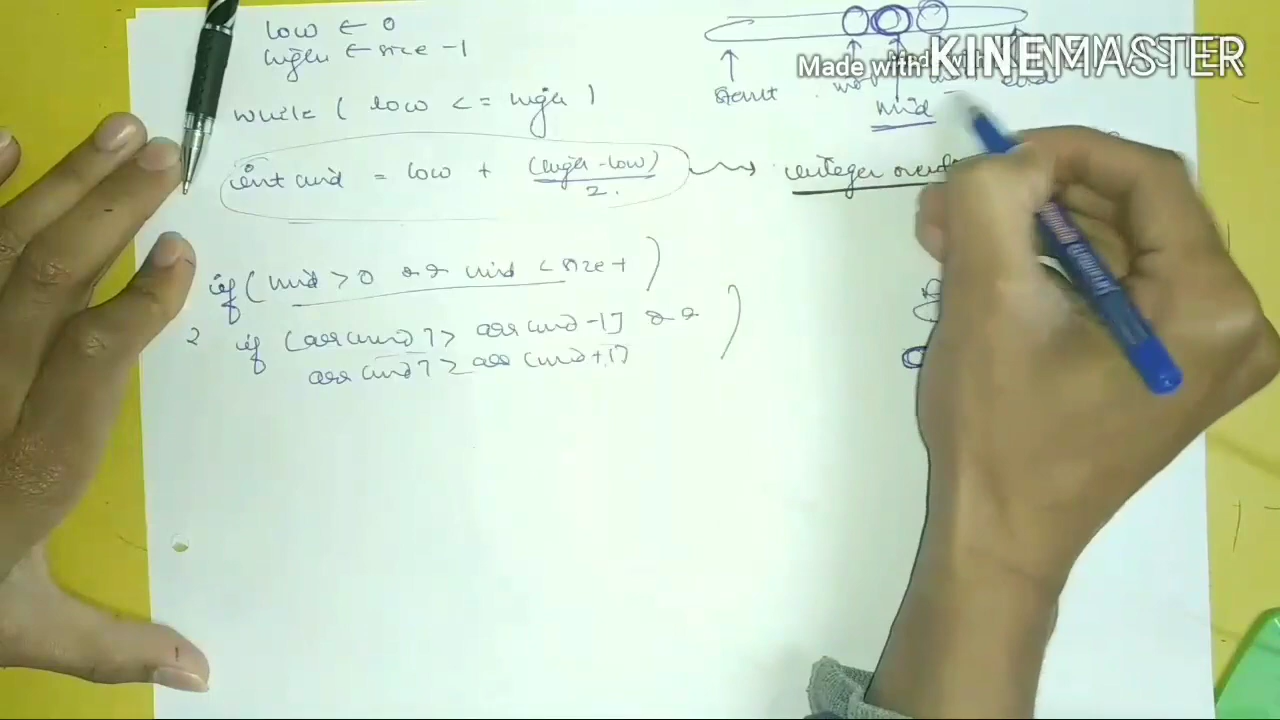 low ← 0
high ← size -1
while ( low <= high )
int mid = low + (high - low)
2.
integer
if ( mid > 0 && mid < size-1 )
2 if (arr[mid] > arr[mid-1] &&
arr[mid] > arr[mid+1] )
start
mid
end
Made with KINEMASTER